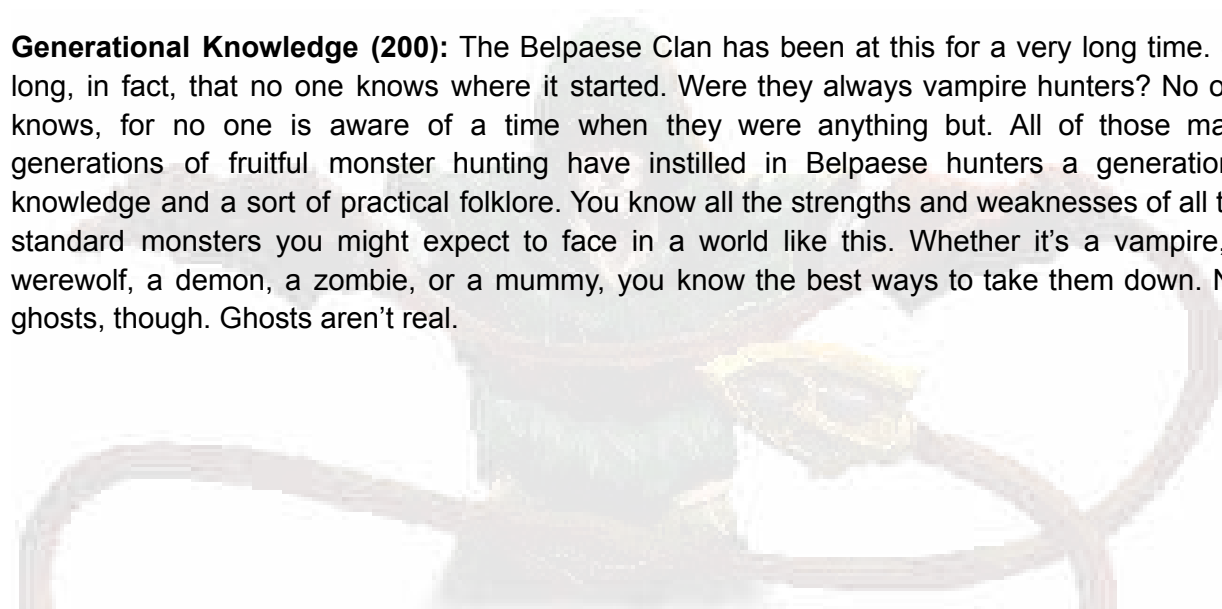 Generational Knowledge (200): The Belpaese Clan has been at this for a very long time.
long, in fact, that no one knows where it started. Were they always vampire hunters? No o
knows, for no one is aware of a time when they were anything but. All of those ma
generations of fruitful monster hunting have instilled in Belpaese hunters a generation
knowledge and a sort of practical folklore. You know all the strengths and weaknesses of all t
standard monsters you might expect to face in a world like this. Whether it’s a vampire,
werewolf, a demon, a zombie, or a mummy, you know the best ways to take them down. N
ghosts, though. Ghosts aren’t real.